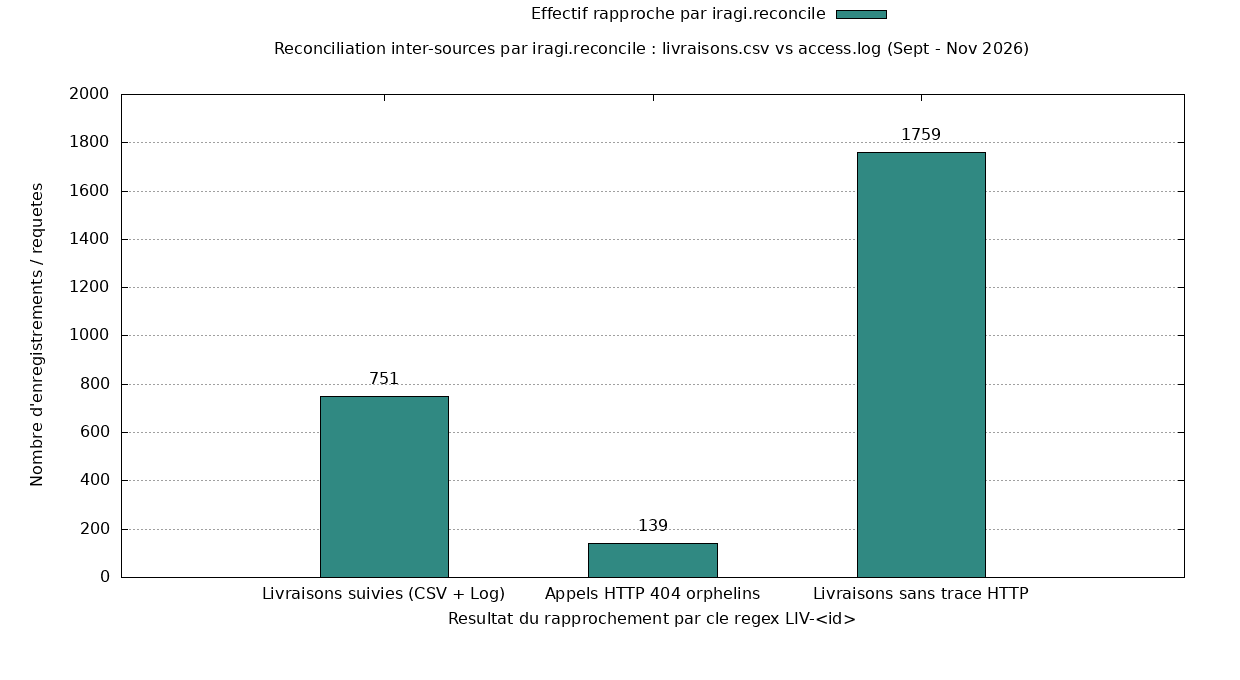 Effectif rapproche par iragi.reconcile
Reconciliation inter-sources par iragi.reconcile : livraisons.csv vs access.log (Sept - Nov 2026)
Nombre d'enregistrements / requetes
2000
1800
1600
1400
1200
1000
800
600
400
200
0
751
139
1759
Livraisons suivies (CSV + Log)
Appels HTTP 404 orphelins
Livraisons sans trace HTTP
Resultat du rapprochement par cle regex LIV-<id>